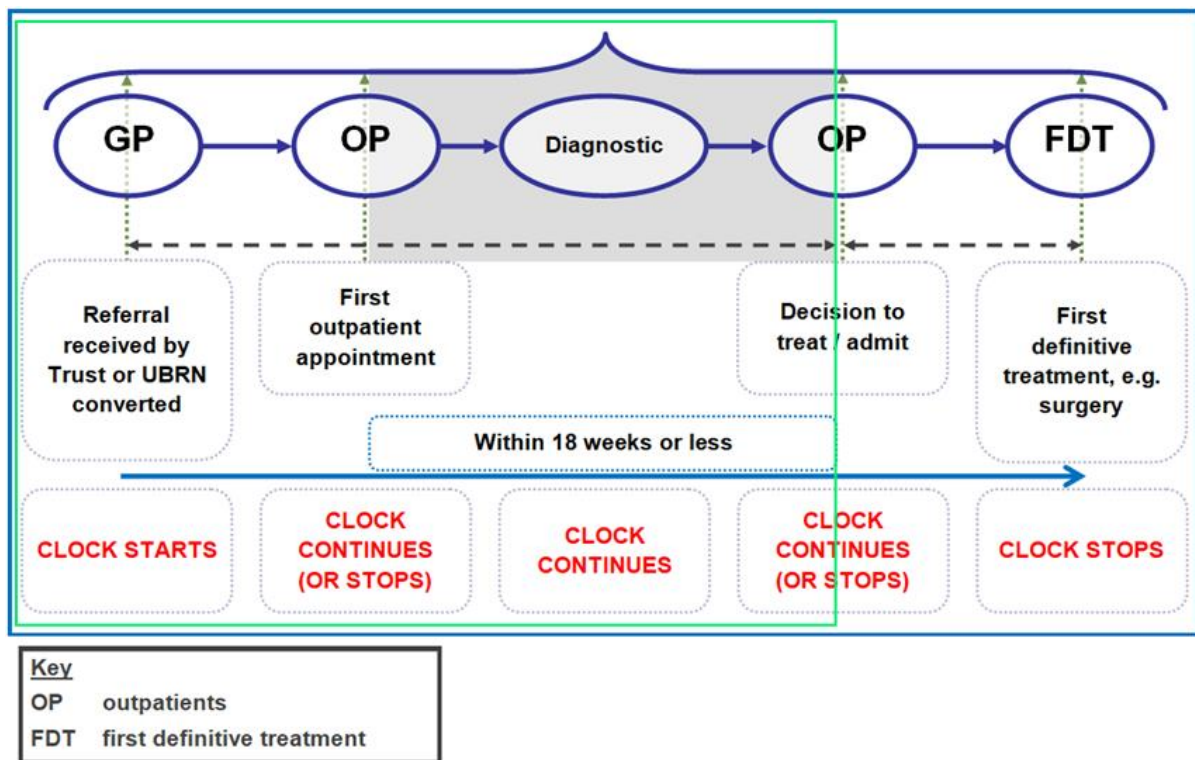 GP
OP
Diagnostic
OP
FDT
Referral
received by
Trust or UBRN
converted
First
outpatient
appointment
Decision to
treat / admit
First
definitive
treatment, e.g.
surgery
Within 18 weeks or less
CLOCK STARTS
CLOCK
CONTINUES
(OR STOPS)
CLOCK
CONTINUES
CLOCK
CONTINUES
(OR STOPS)
CLOCK STOPS
Key
OP outpatients
FDT first definitive treatment